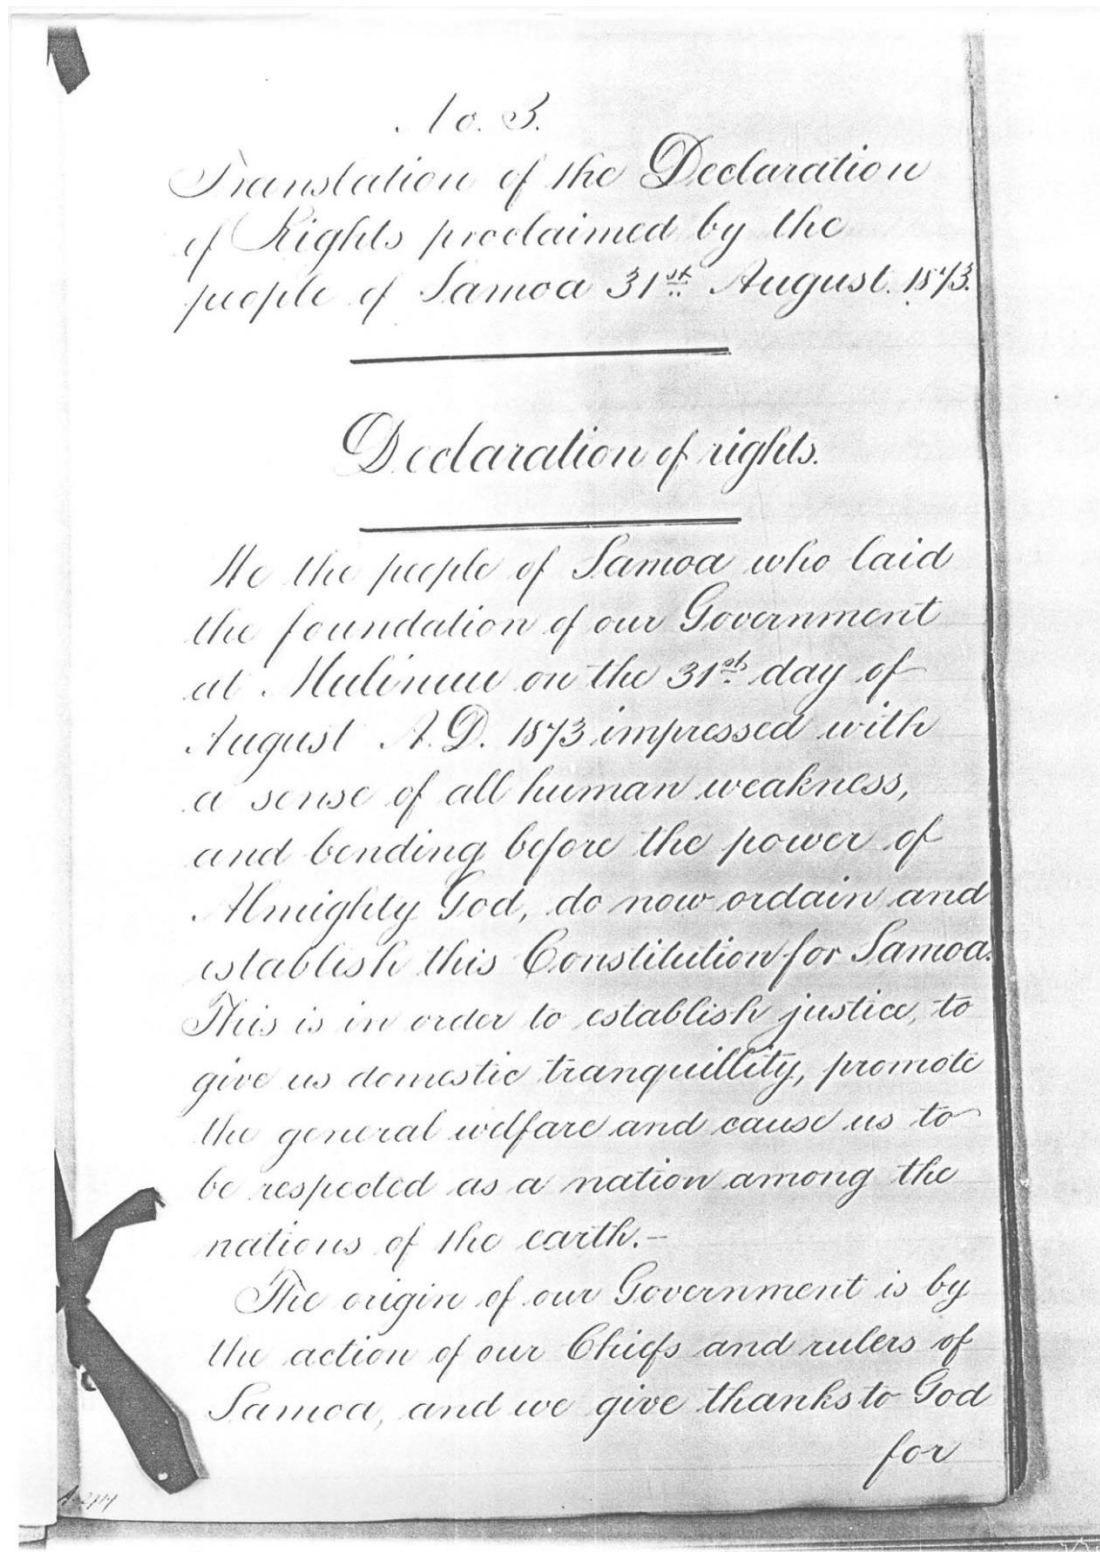 No. 3.
Translation of the Declaration
of Rights proclaimed by the
people of Samoa 31st August. 1873.
Declaration of rights.
We the people of Samoa who laid
the foundation of our Government
at Mulinuu on the 31st day of
August A.D. 1873 impressed with
a sense of all human weakness,
and bending before the power of
Almighty God, do now ordain and
establish this Constitution for Samoa.
This is in order to establish justice, to
give us domestic tranquillity, promote
the general welfare and cause us to
be respected as a nation among the
nations of the earth.—
The origin of our Government is by
the action of our Chiefs and rulers of
Samoa, and we give thanks to God
for